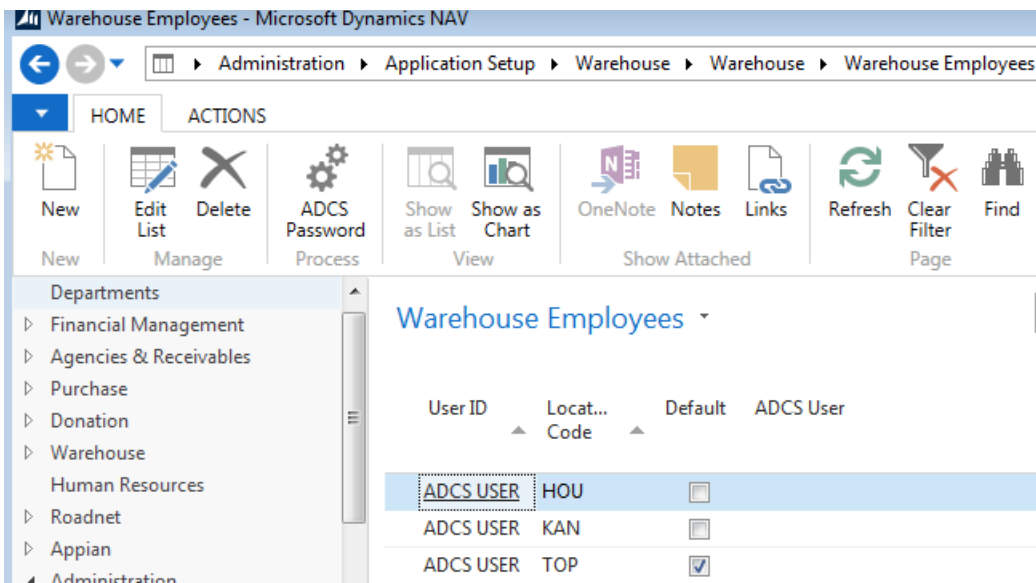 Warehouse Employees - Microsoft Dynamics NAV
Administration Application Setup Warehouse Warehouse Warehouse Employees
HOME ACTIONS
New Edit List Delete ADCS Password Show as List Show as Chart OneNote Notes Links Refresh Clear Filter Find
New Manage Process View Show Attached Page
Departments
Financial Management
Agencies & Receivables
Purchase
Donation
Warehouse
Human Resources
Roadnet
Appian
Administration
Warehouse Employees
User ID Locat... Code Default ADCS User
ADCS USER HOU
ADCS USER KAN
ADCS USER TOP